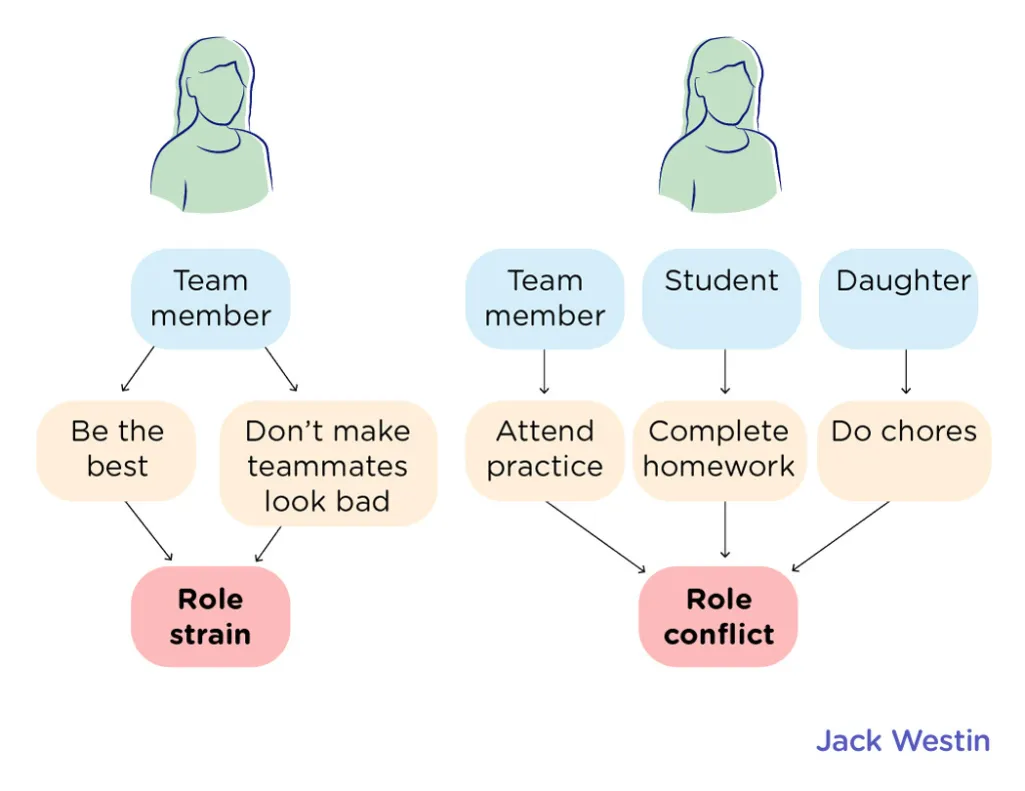 Team
member
Be the
best
Don’t make
teammates
look bad
Role
strain
Team
member
Student
Daughter
Attend
practice
Complete
homework
Do chores
Role
conflict
Jack Westin